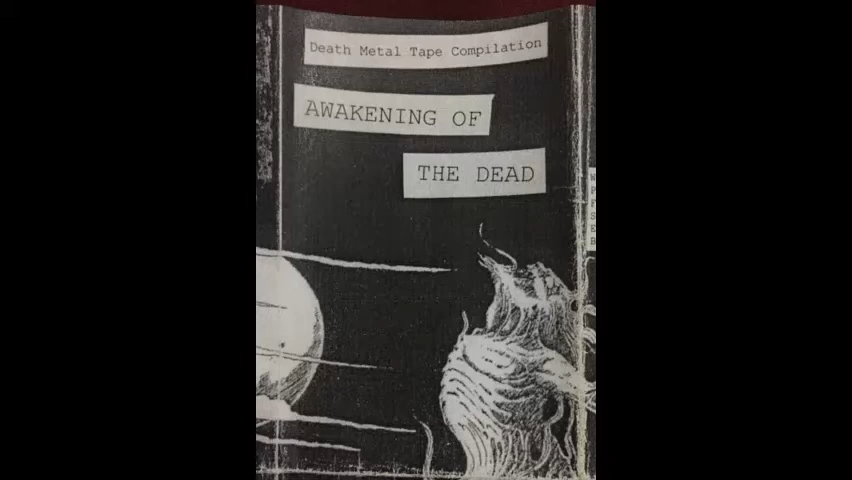 Death Metal Tape Compilation
AWAKENING OF
THE DEAD
W
P
F
S
E
B